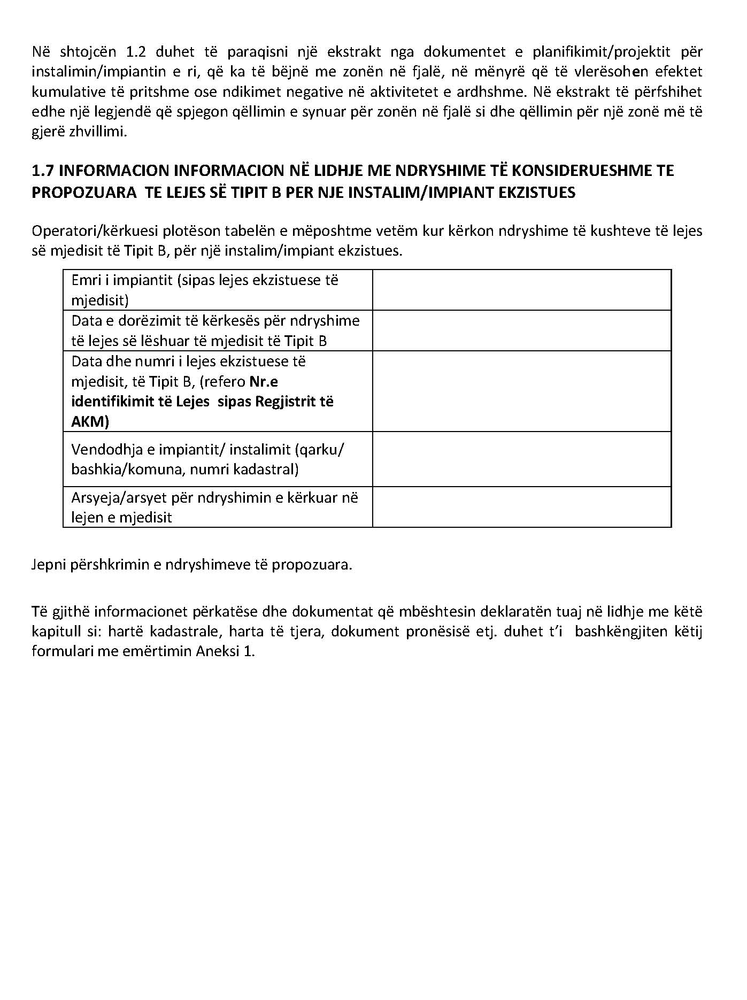 Në shtojcën 1.2 duhet të paraqisni një ekstrakt nga dokumentet e planifikimit/projektit për
instalimin/impiantin e ri, që ka të bëjnë me zonën në fjalë, në mënyrë që të vlerësohen efektet
kumulative të pritshme ose ndikimet negative në aktivitetet e ardhshme. Në ekstrakt të përfshihet
edhe një legjendë që spjegon qëllimin e synuar për zonën në fjalë si dhe qëllimin për një zonë më të
gjerë zhvillimi.
1.7 INFORMACION INFORMACION NË LIDHJE ME NDRYSHIME TË KONSIDERUESHME TE
PROPOZUARA  TE LEJES SË TIPIT B PER NJE INSTALIM/IMPIANT EKZISTUES
Operatori/kërkuesi plotëson tabelën e mëposhtme vetëm kur kërkon ndryshime të kushteve të lejes
së mjedisit të Tipit B, për një instalim/impiant ekzistues.
Emri i impiantit (sipas lejes ekzistuese të
mjedisit)
Data e dorëzimit të kërkesës për ndryshime
të lejes së lëshuar të mjedisit të Tipit B
Data dhe numri i lejes ekzistuese të
mjedisit, të Tipit B, (refero Nr.e
identifikimit të Lejes  sipas Regjistrit të
AKM)
Vendodhja e impiantit/ instalimit (qarku/
bashkia/komuna, numri kadastral)
Arsyeja/arsyet për ndryshimin e kërkuar në
lejen e mjedisit
Jepni përshkrimin e ndryshimeve të propozuara.
Të gjithë informacionet përkatëse dhe dokumentat që mbështesin deklaratën tuaj në lidhje me këtë
kapitull si: hartë kadastrale, harta të tjera, dokument pronësisë etj. duhet t’i  bashkëngjiten këtij
formulari me emërtimin Aneksi 1.